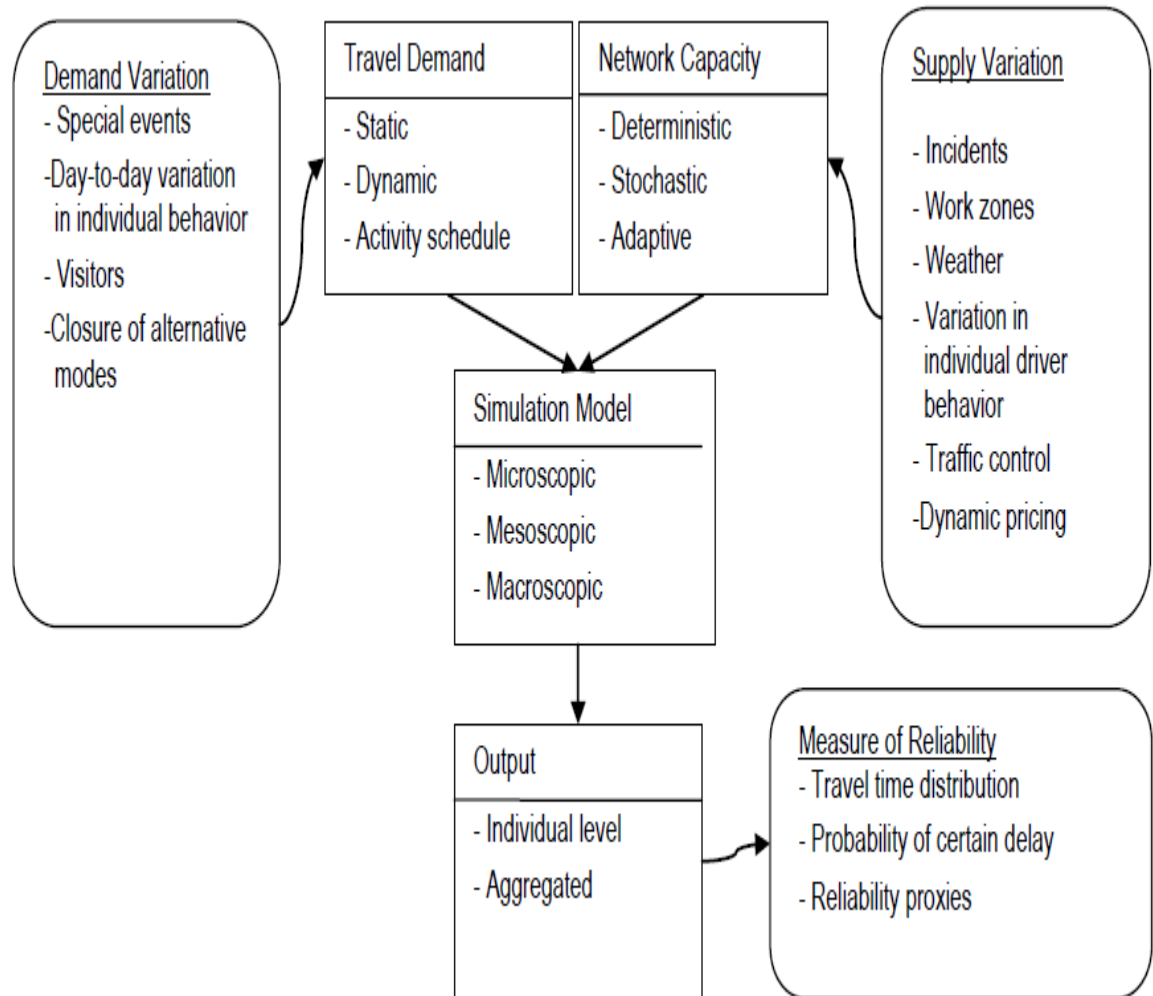 Demand Variation
- Special events
-Day-to-day variation
in individual behavior
- Visitors
-Closure of alternative
modes
Travel Demand
- Static
- Dynamic
- Activity schedule
Network Capacity
- Deterministic
- Stochastic
- Adaptive
Supply Variation
- Incidents
- Work zones
- Weather
- Variation in
individual driver
behavior
- Traffic control
-Dynamic pricing
Simulation Model
- Microscopic
- Mesoscopic
- Macroscopic
Output
- Individual level
- Aggregated
Measure of Reliability
- Travel time distribution
- Probability of certain delay
- Reliability proxies